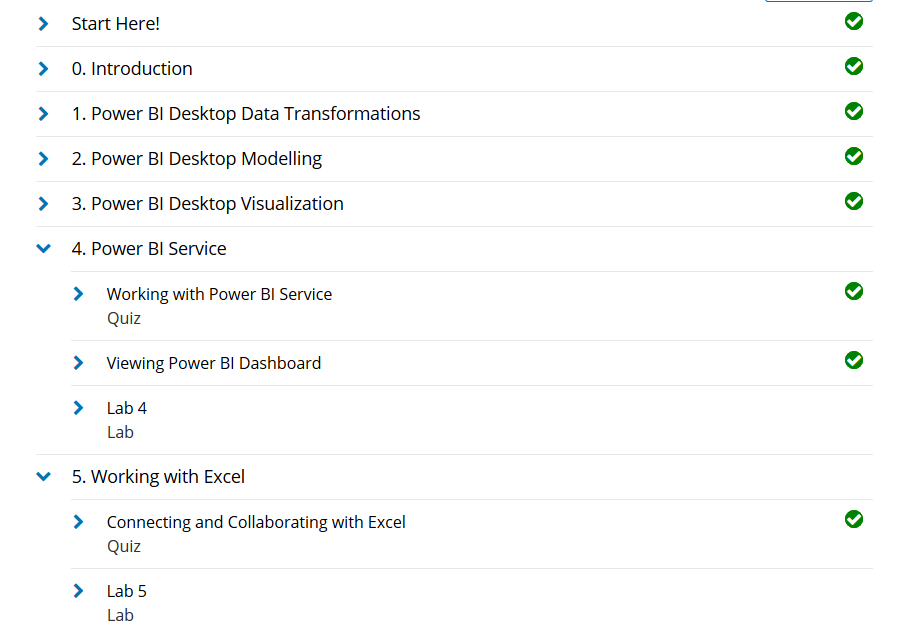 Start Here!
0. Introduction
1. Power BI Desktop Data Transformations
2. Power BI Desktop Modelling
3. Power BI Desktop Visualization
4. Power BI Service
Working with Power BI Service
Quiz
Viewing Power BI Dashboard
Lab 4
Lab
5. Working with Excel
Connecting and Collaborating with Excel
Quiz
Lab 5
Lab